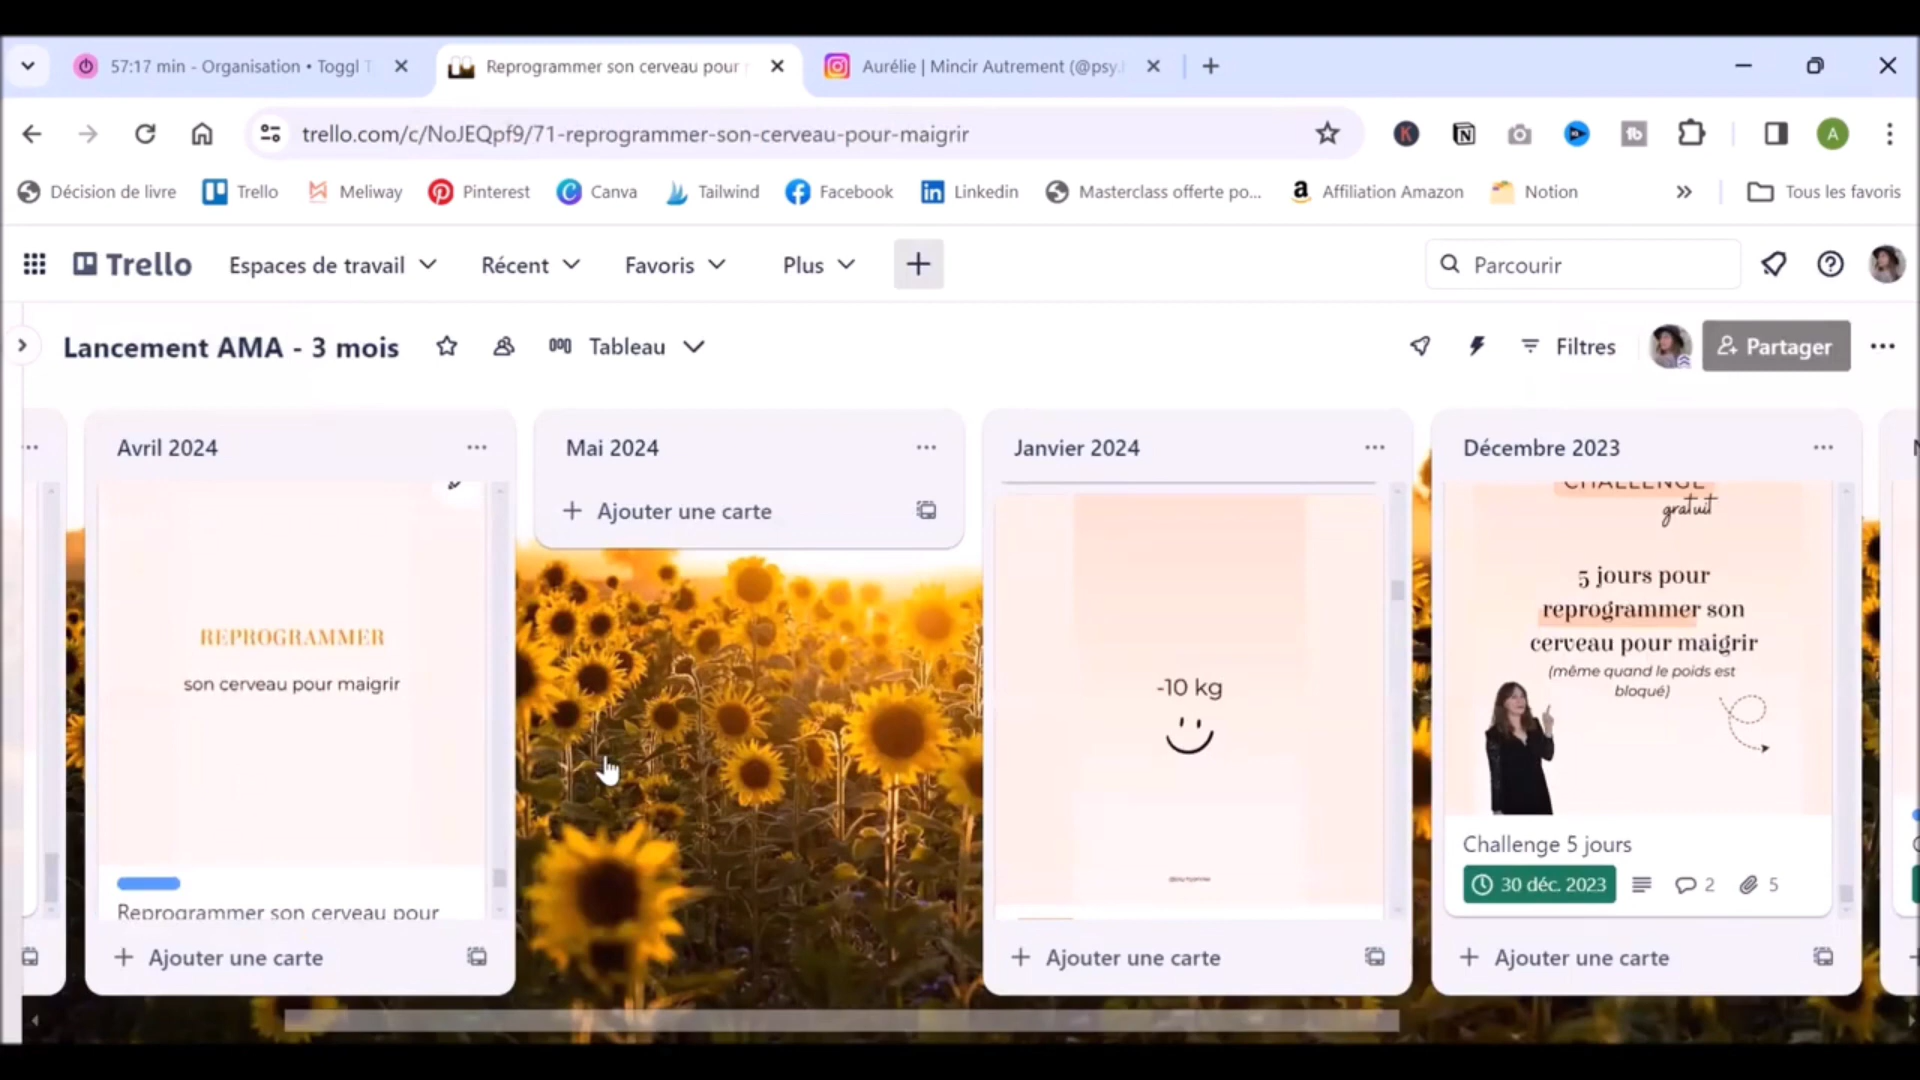 57:17 min - Organisation • Toggl T
Reprogrammer son cerveau pour
Aurélie | Mincir Autrement (@psy.
trello.com/c/NoJEQpf9/71-reprogrammer-son-cerveau-pour-maigrir
A
Décision de livre
Trello
Meliway
Pinterest
Canva
Tailwind
Facebook
Linkedin
Masterclass offerte po...
Affiliation Amazon
Notion
Tous les favoris
Trello
Espaces de travail
Récent
Favoris
Plus
Parcourir
Lancement AMA - 3 mois
Tableau
Filtres
Partager
Avril 2024
REPROGRAMMER
son cerveau pour maigrir
Reprogrammer son cerveau pour
Ajouter une carte
Mai 2024
Ajouter une carte
Janvier 2024
-10 kg
Ajouter une carte
Décembre 2023
CHALLENGE
gratuit
5 jours pour
reprogrammer son
cerveau pour maigrir
(même quand le poids est
bloqué)
Challenge 5 jours
30 déc. 2023
2
5
Ajouter une carte